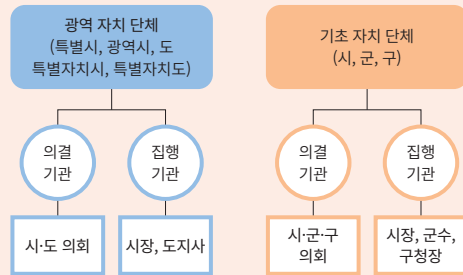 광역 자치 단체
(특별시, 광역시, 도
특별자치시, 특별자치도)
의결
기관
집행
기관
시·도 의회
시장, 도지사
기초 자치 단체
(시, 군, 구)
의결
기관
집행
기관
시·군·구
의회
시장, 군수,
구청장